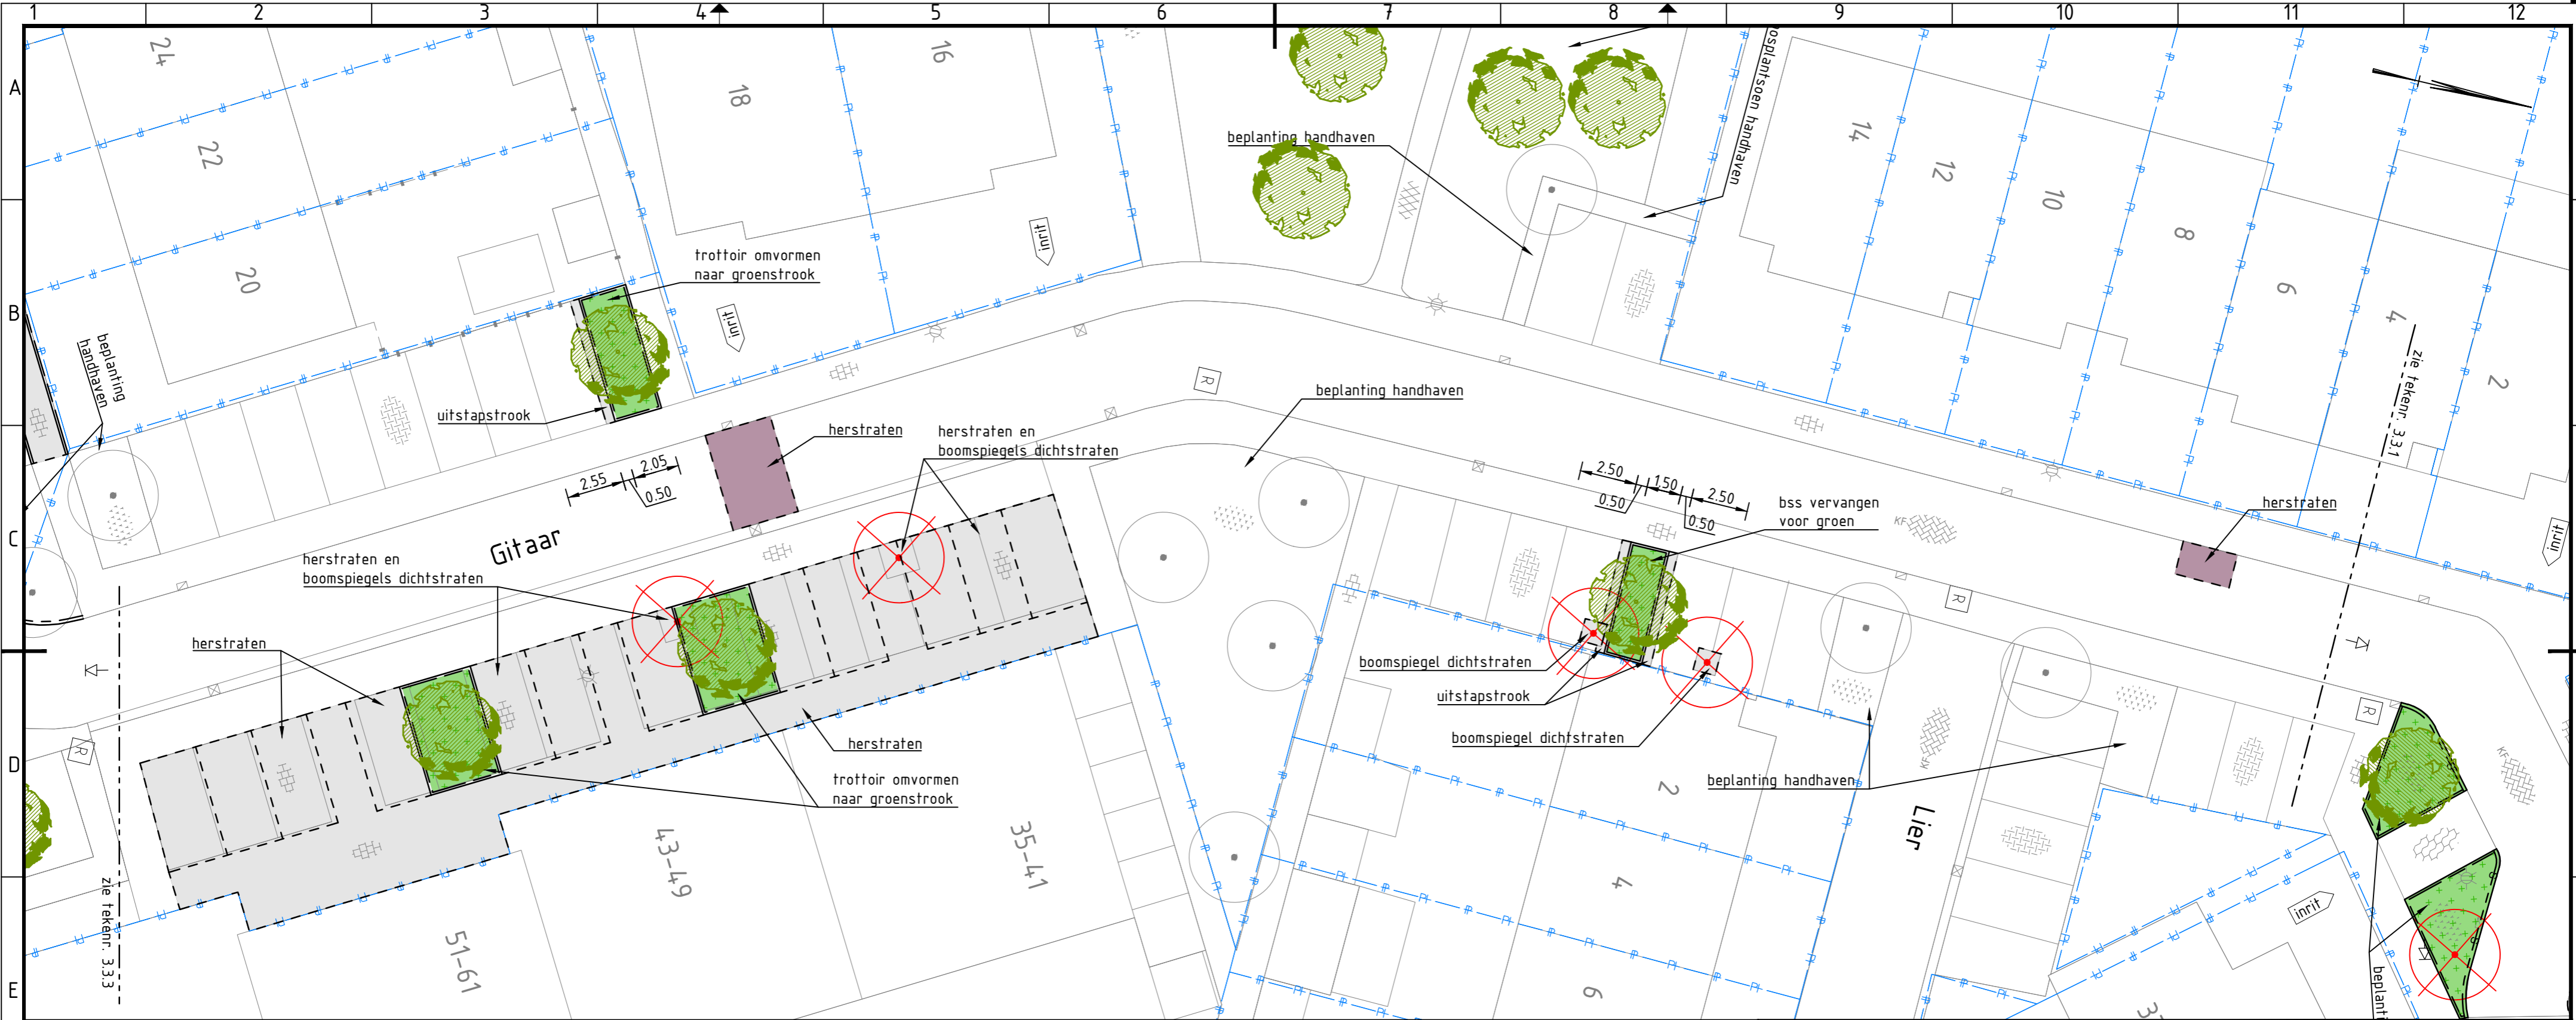 1 2 3 4 5 6 7 8 9 10 11 12
A
B
C
D
E
24
22
20
18
16
14
12
10
8
6
4
2
inrit
inrit
trottoir omvormen
naar groenstrook
uitstapstrook
beplanting
handhaven
beplanting handhaven
osplantsoen handhaven
beplanting handhaven
R
herstraten
herstraten en
boomspiegels dichtstraten
2.55
0.50
2.05
Gitaar
herstraten en
boomspiegels dichtstraten
herstraten
R
zie tekenr. 3.3.3
herstraten
trottoir omvormen
naar groenstrook
51-61
43-49
35-41
2.50
0.50
1.50
0.50
2.50
bss vervangen
voor groen
KF
herstraten
zie tekenr. 3.3.1
inrit
R
boomspiegel dichtstraten
uitstapstrook
boomspiegel dichtstraten
beplanting handhaven
Lier
KF
2
4
6
R
KF
inrit
beplanti